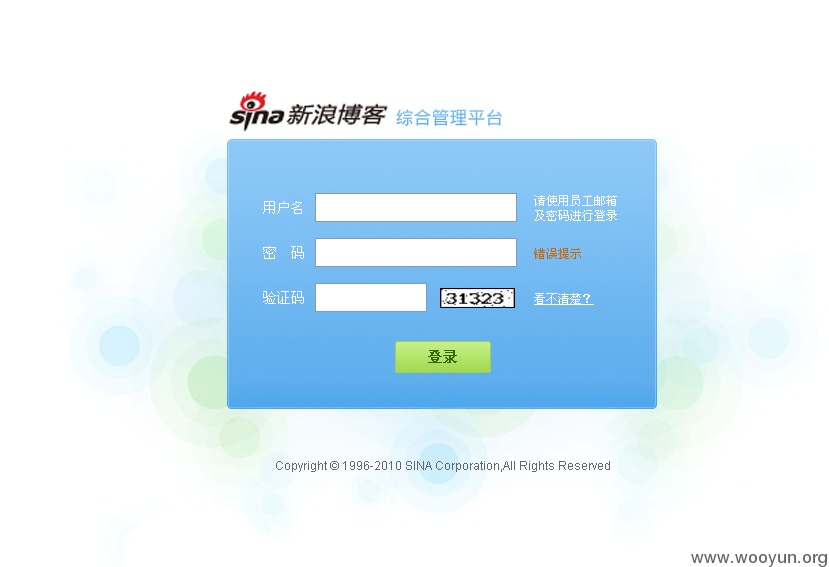 sina新浪博客 综合管理平台
用户名
请使用员工邮箱
及密码进行登录
密 码
错误提示
验证码
31323
看不清楚？
登录
Copyright © 1996-2010 SINA Corporation,All Rights Reserved
www.wooyun.org